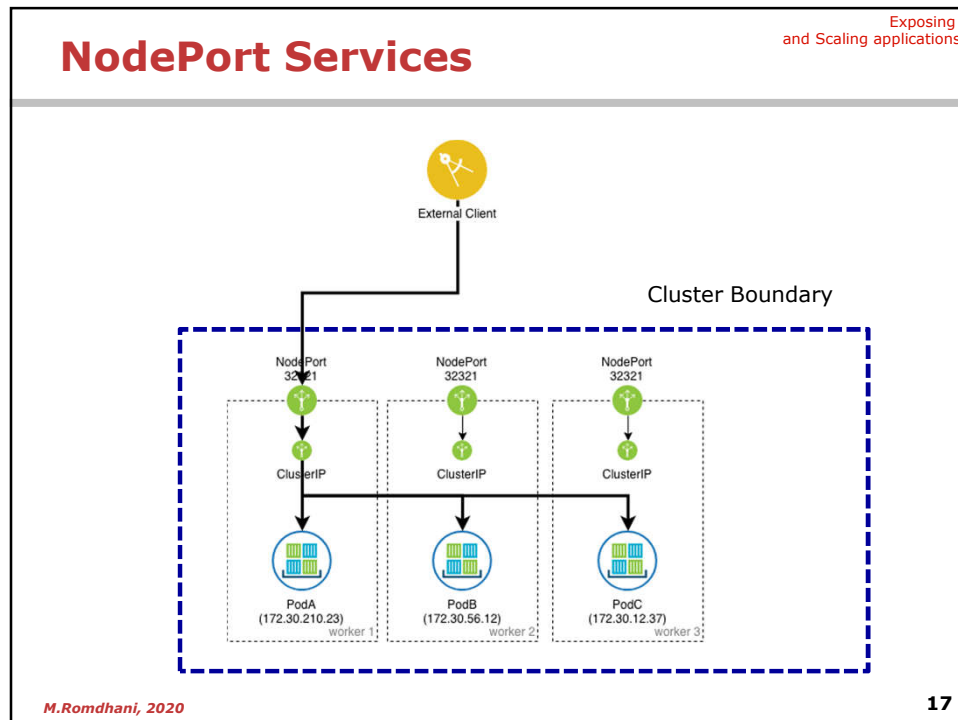 Exposing
and Scaling applications
NodePort Services
External Client
Cluster Boundary
NodePort
32321
NodePort
32321
NodePort
32321
ClusterIP
ClusterIP
ClusterIP
PodA
(172.30.210.23)
worker 1
PodB
(172.30.56.12)
worker 2
PodC
(172.30.12.37)
worker 3
M.Romdhani, 2020
17